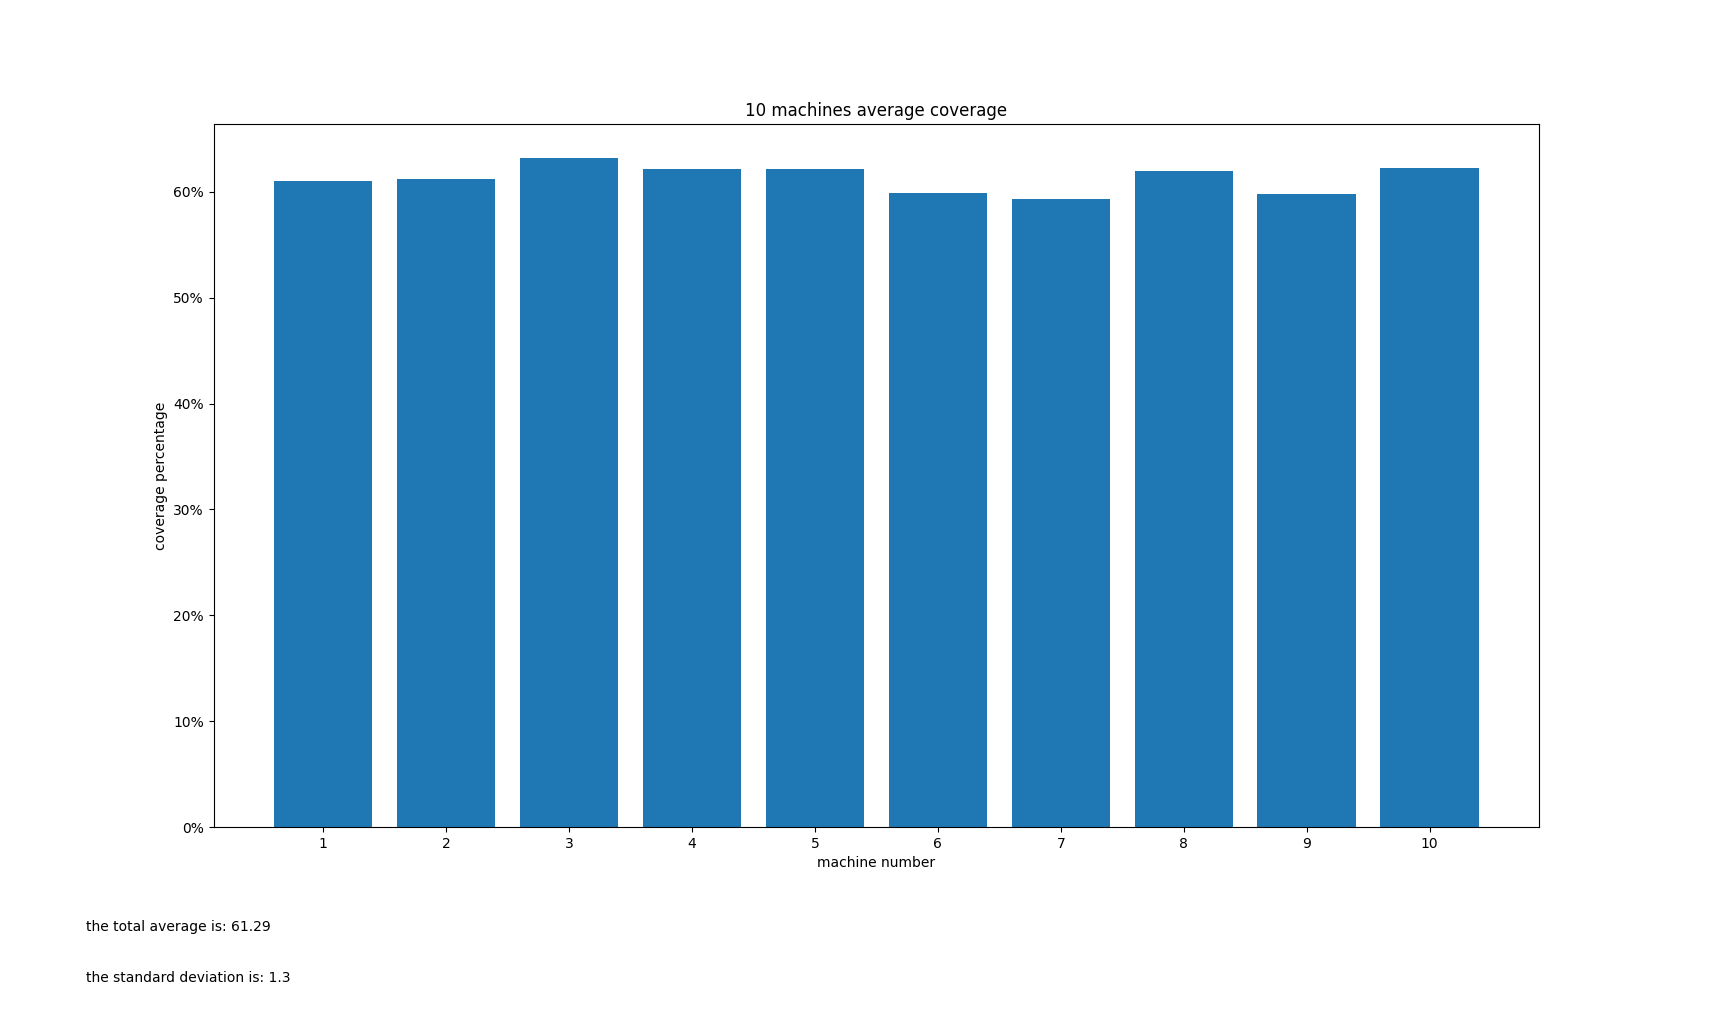 10 machines average coverage
60%
50%
40%
30%
20%
10%
0%
coverage percentage
1 2 3 4 5 6 7 8 9 10
machine number
the total average is: 61.29
the standard deviation is: 1.3